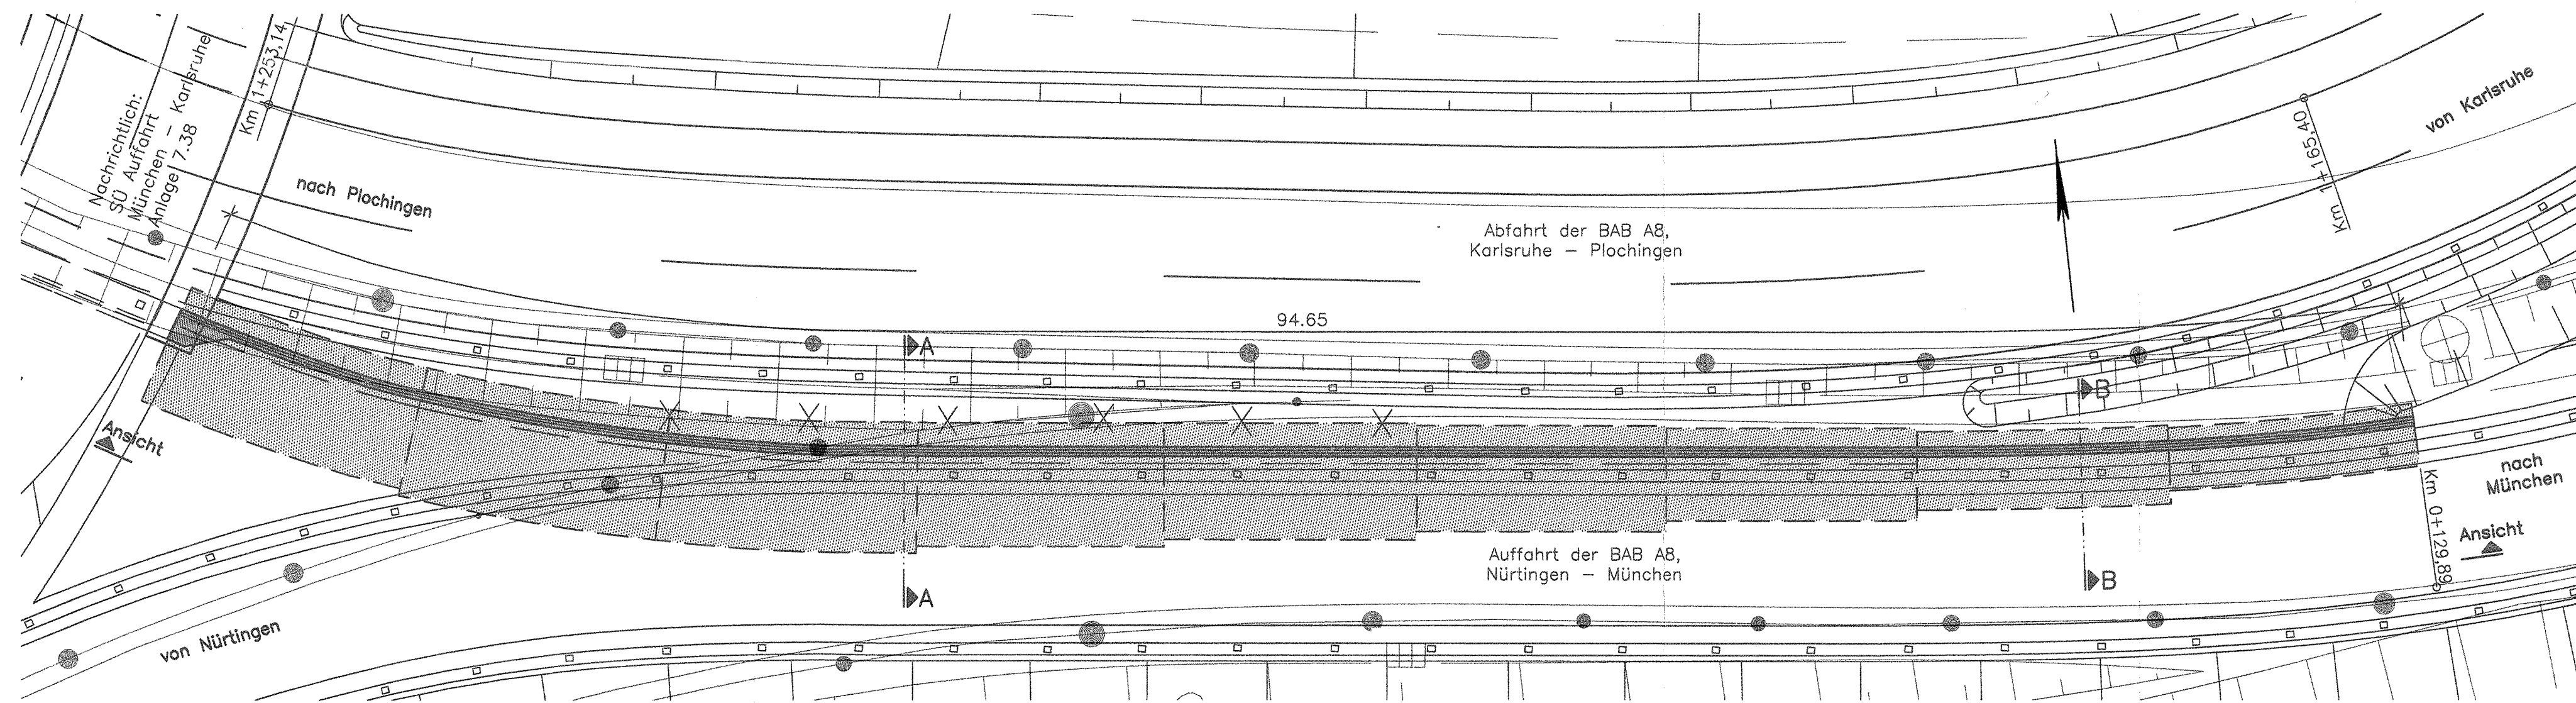 Nachrichtlich:
SÜ Auffahrt
München - Karlsruhe
Anlage 7.38
Km 1+253,14
nach Plochingen
Abfahrt der BAB A8,
Karlsruhe - Plochingen
Km 1+165,40
von Karlsruhe
94.65
A
B
Ansicht
nach
München
Km 0+129,89
Ansicht
Auffahrt der BAB A8,
Nürtingen - München
A
B
von Nürtingen